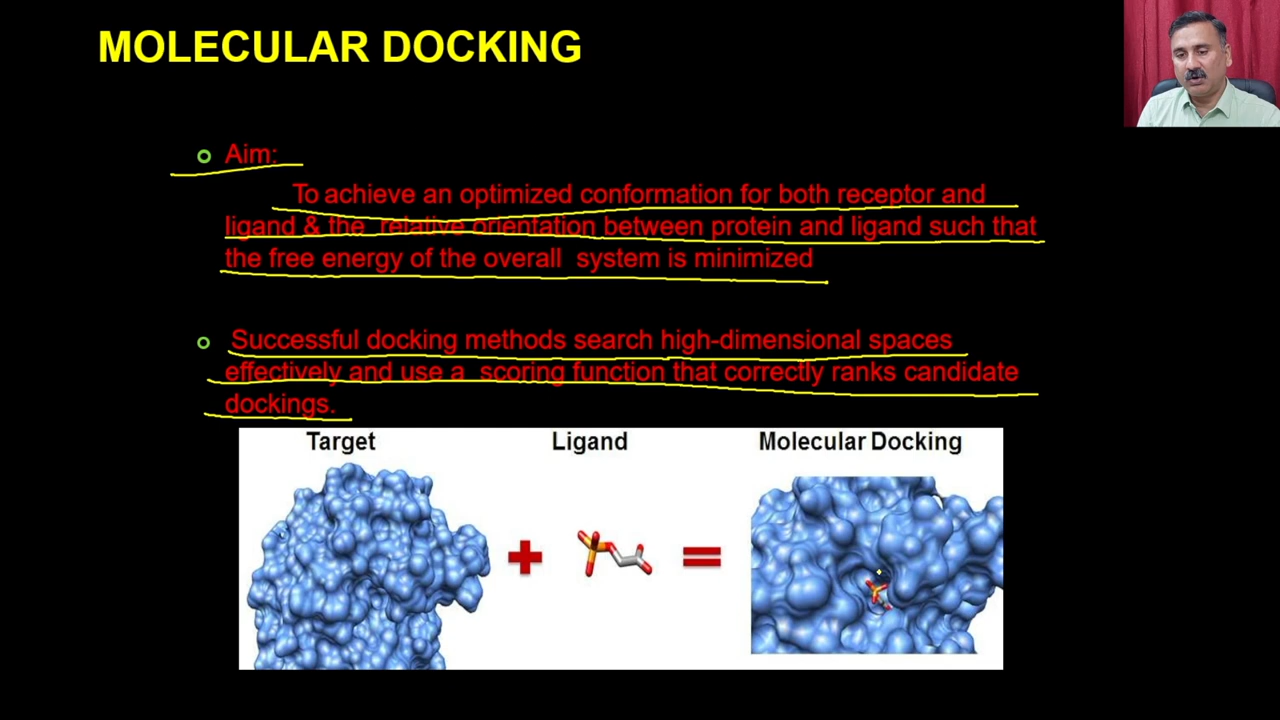 MOLECULAR DOCKING
Aim:
To achieve an optimized conformation for both receptor and
ligand & the relative orientation between protein and ligand such that
the free energy of the overall system is minimized
Successful docking methods search high-dimensional spaces
effectively and use a scoring function that correctly ranks candidate
dockings.
Target Ligand Molecular Docking